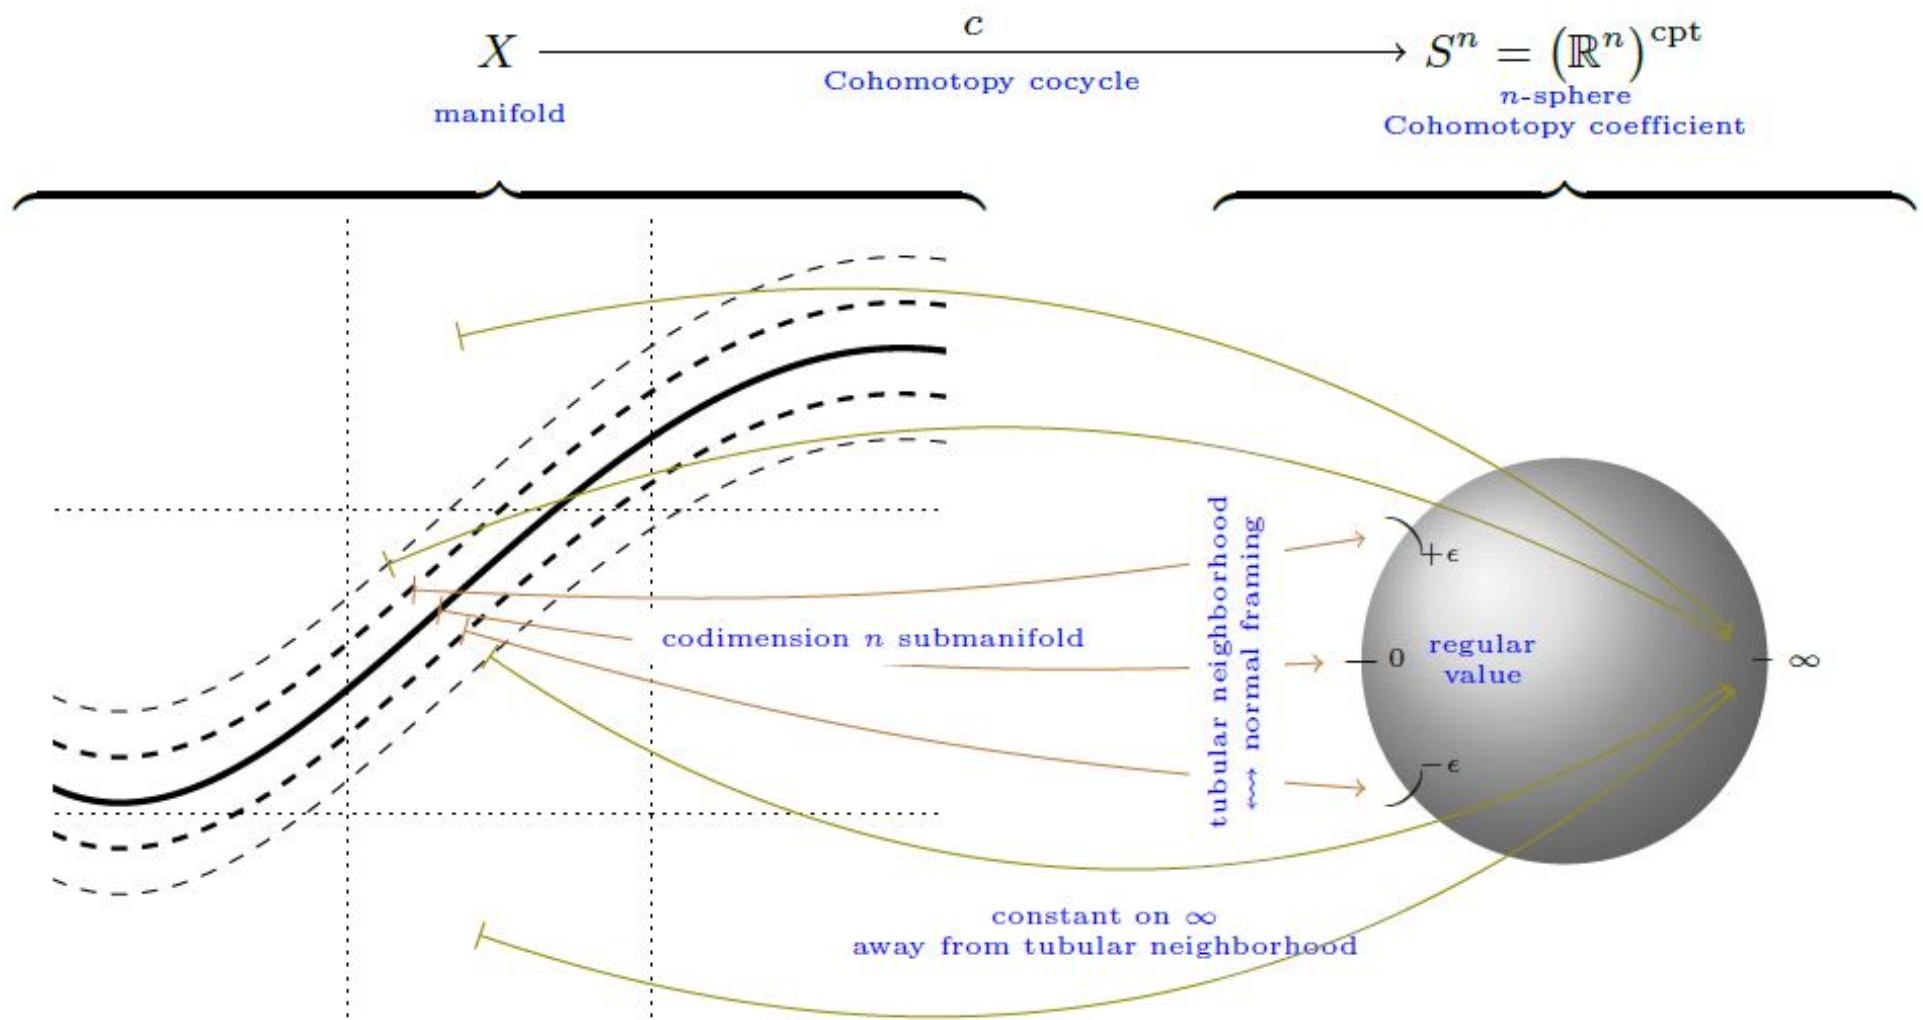 c
X
S^n = (ℝ^n)^cpt
Cohomotopy cocycle
manifold
n-sphere
Cohomotopy coefficient
tubular neighborhood
↭ normal framing
+ϵ
codimension n submanifold
0
regular
value
∞
−ϵ
constant on ∞
away from tubular neighborhood